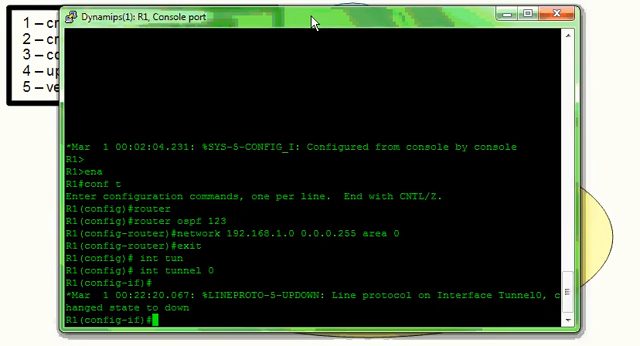 1 – cr
2 – cr
3 – co
4 – up
5 – ve
Dynamips(1): R1, Console port
*Mar  1 00:02:04.231: %SYS-5-CONFIG_I: Configured from console by console
R1>
R1>ena
R1#conf t
Enter configuration commands, one per line.  End with CNTL/Z.
R1(config)#router
R1(config)#router ospf 123
R1(config-router)#network 192.168.1.0 0.0.0.255 area 0
R1(config-router)#exit
R1(config)# int tun
R1(config)# int tunnel 0
R1(config-if)#
*Mar  1 00:22:20.067: %LINEPROTO-5-UPDOWN: Line protocol on Interface Tunnel0, c
hanged state to down
R1(config-if)#